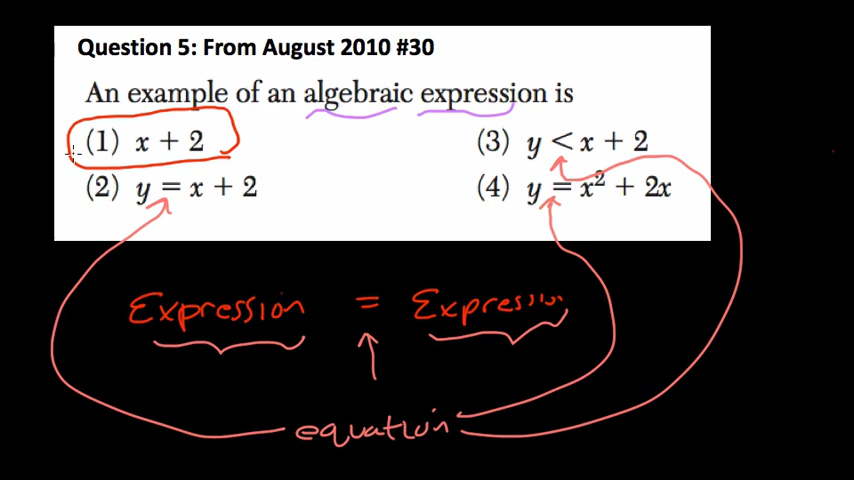 Question 5: From August 2010 #30
An example of an algebraic expression is
(1) x + 2
(3) y < x + 2
(2) y = x + 2
(4) y = x² + 2x
Expression = Expression
equation